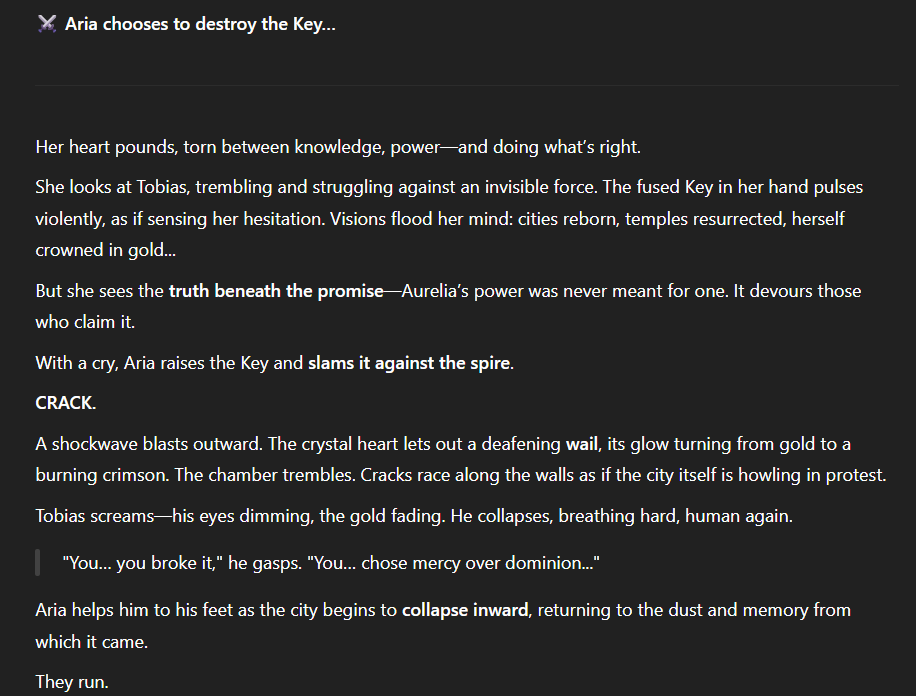 ⚔️ Aria chooses to destroy the Key...
Her heart pounds, torn between knowledge, power—and doing what’s right.
She looks at Tobias, trembling and struggling against an invisible force. The fused Key in her hand pulses
violently, as if sensing her hesitation. Visions flood her mind: cities reborn, temples resurrected, herself
crowned in gold...
But she sees the truth beneath the promise—Aurelia’s power was never meant for one. It devours those
who claim it.
With a cry, Aria raises the Key and slams it against the spire.
CRACK.
A shockwave blasts outward. The crystal heart lets out a deafening wail, its glow turning from gold to a
burning crimson. The chamber trembles. Cracks race along the walls as if the city itself is howling in protest.
Tobias screams—his eyes dimming, the gold fading. He collapses, breathing hard, human again.
"You... you broke it," he gasps. "You... chose mercy over dominion..."
Aria helps him to his feet as the city begins to collapse inward, returning to the dust and memory from
which it came.
They run.